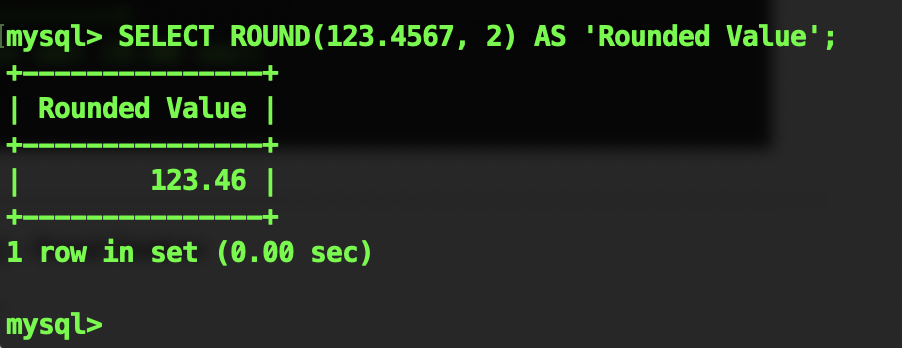 mysql> SELECT ROUND(123.4567, 2) AS 'Rounded Value';
+---------------+
| Rounded Value |
+---------------+
|        123.46 |
+---------------+
1 row in set (0.00 sec)
mysql>